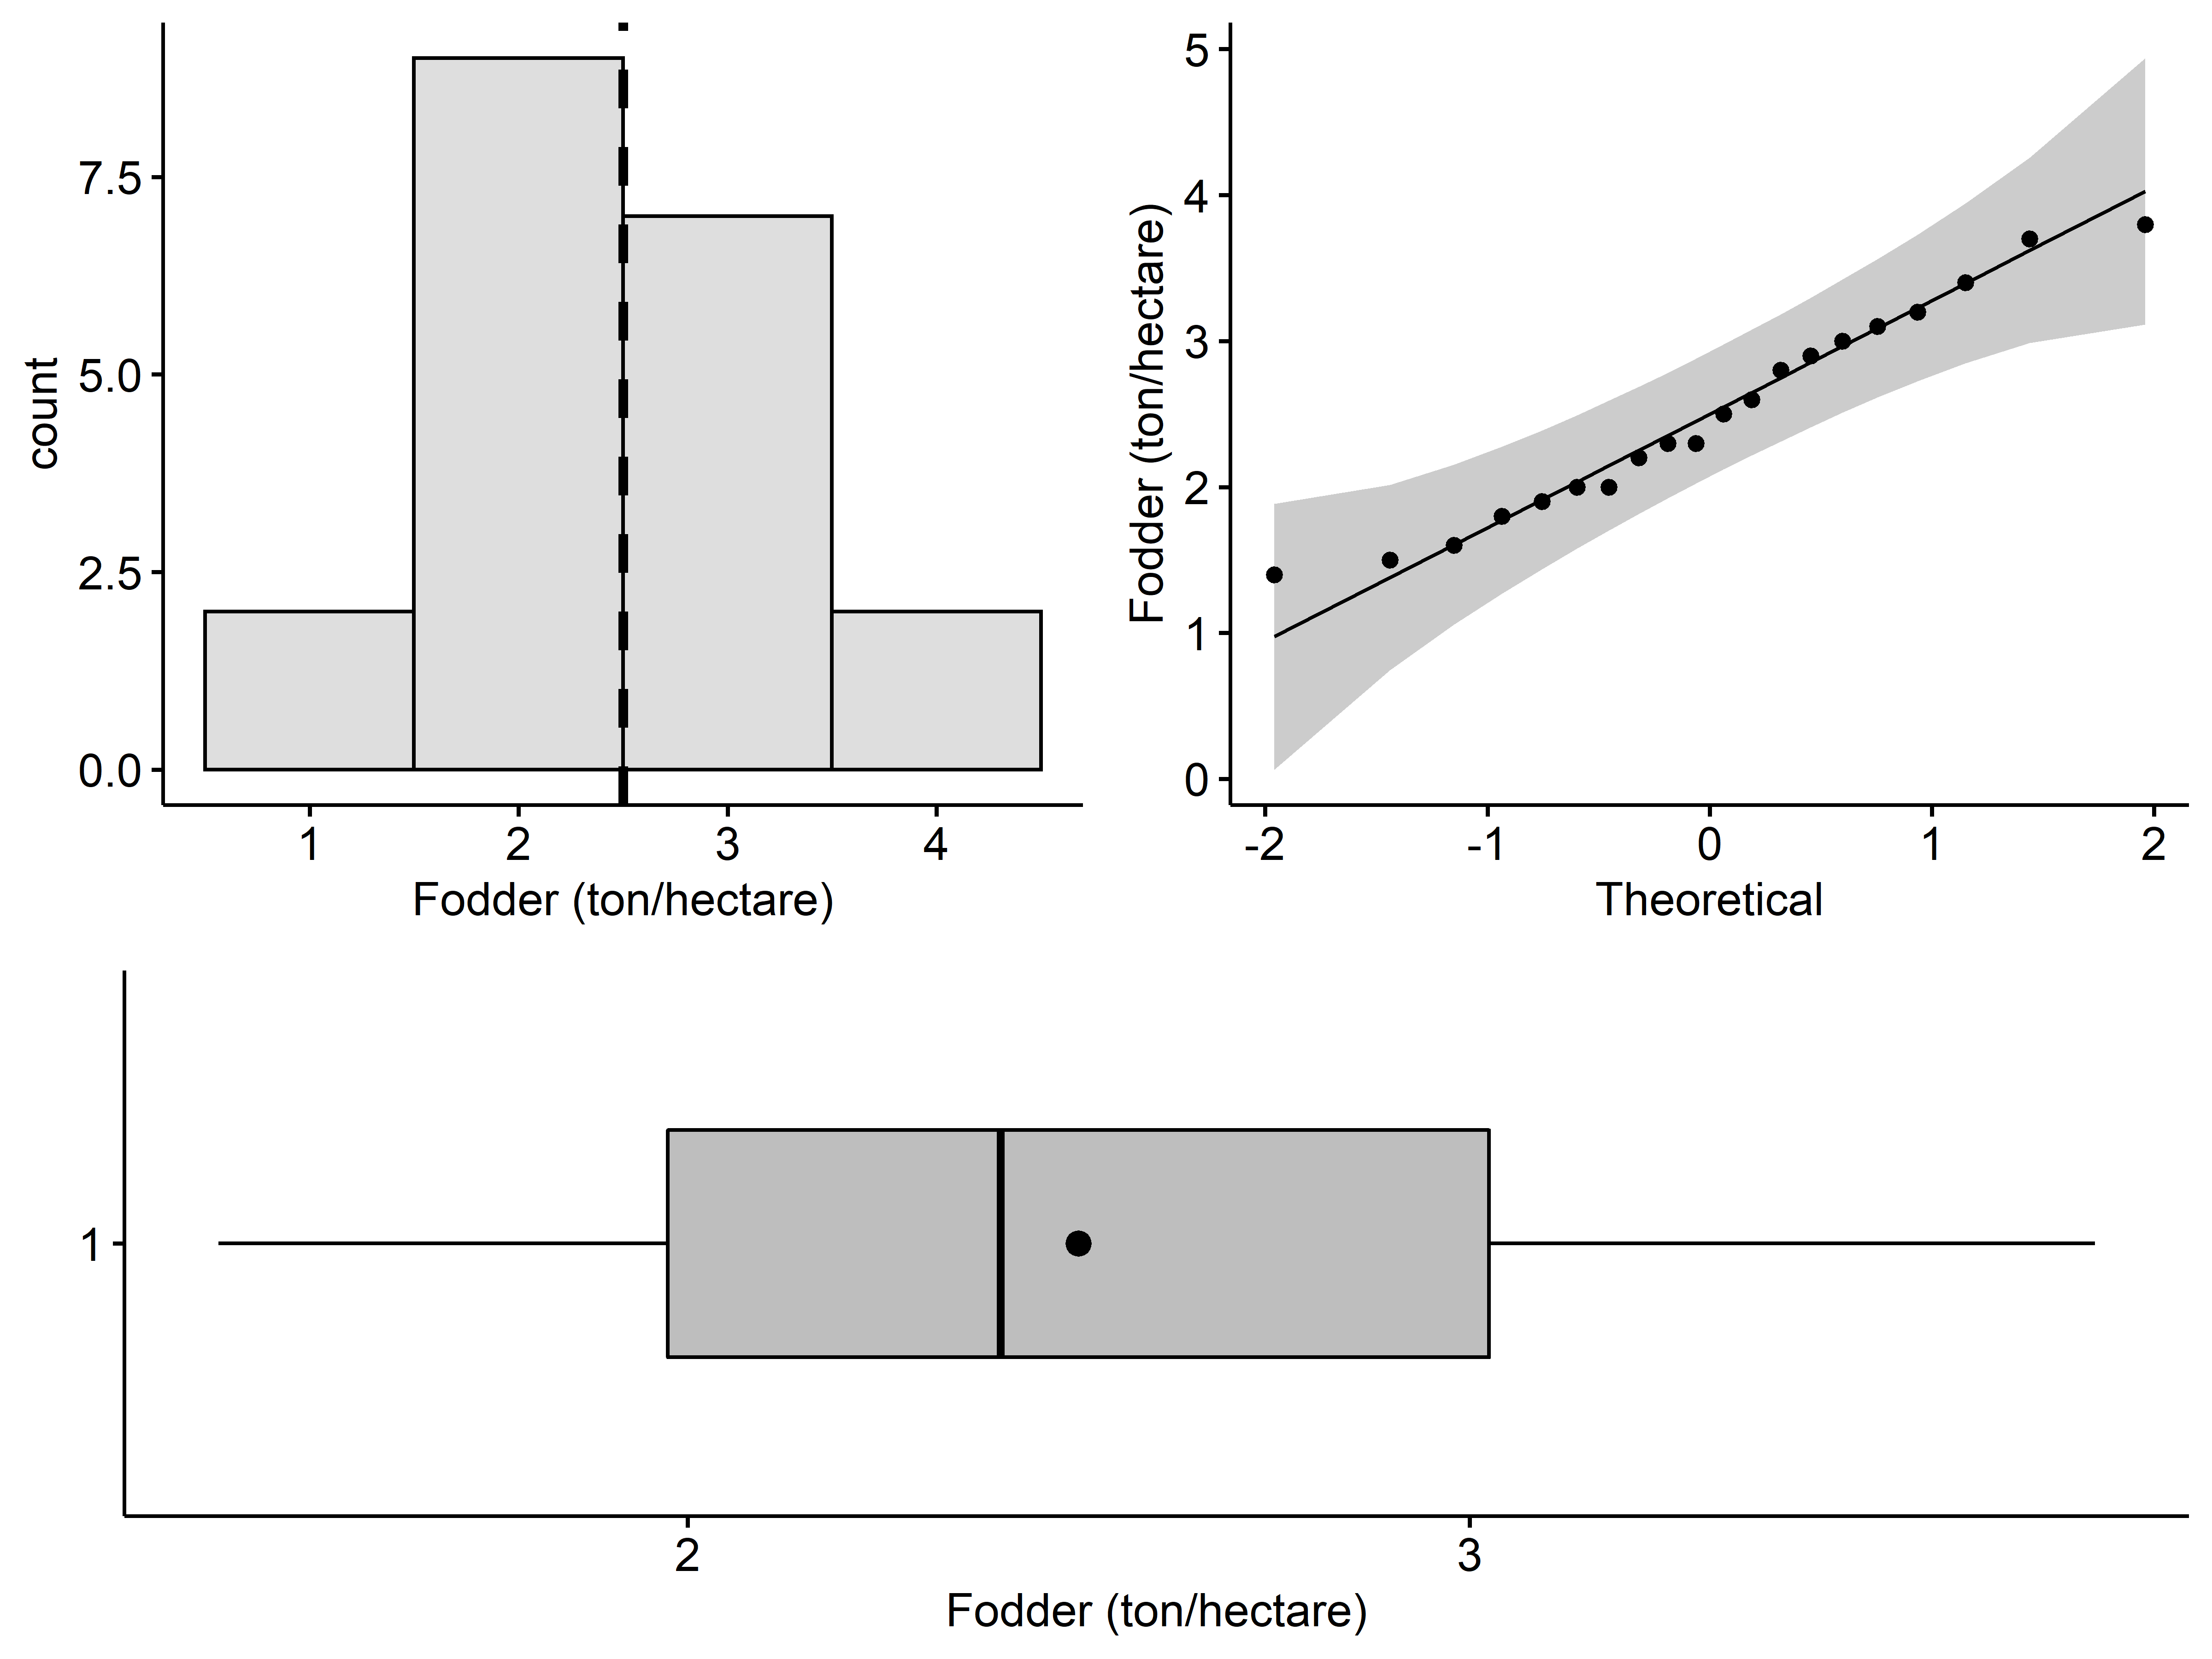 7.5
5.0
2.5
0.0
count
1 2 3 4
Fodder (ton/hectare)
5
4
3
2
1
0
Fodder (ton/hectare)
-2 -1 0 1 2
Theoretical
1
2 3
Fodder (ton/hectare)